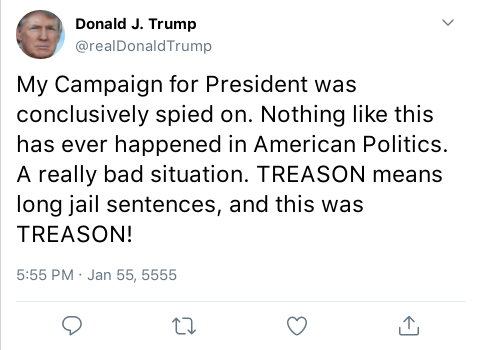 Donald J. Trump
@realDonaldTrump
My Campaign for President was
conclusively spied on. Nothing like this
has ever happened in American Politics.
A really bad situation. TREASON means
long jail sentences, and this was
TREASON!
5:55 PM · Jan 55, 5555